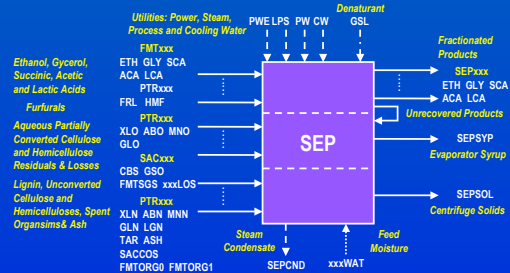 Utilities: Power, Steam,
Process and Cooling Water
PWE LPS PW CW
Denaturant
GSL
Ethanol, Gycerol,
Succinic, Acetic
and Lactic Acids
Furfurals
Aqueous Partially
Converted Cellulose
and Hemicellulose
Residuals & Losses
Lignin, Unconverted
Cellulose and
Hemicelluloses, Spent
Organsims& Ash
FMTxxx
ETH GLY SCA
ACA LCA
PTRxxx
FRL HMF
PTRxxx
XLO ABO MNO
GLO
SACxxx
CBS GSO
FMTSGS xxxLOS
PTRxxx
XLN ABN MNN
GLN LGN
TAR ASH
SACCOS
FMTORG0 FMTORG1
SEP
Fractionated
Products
SEPxxx
ETH GLY SCA
ACA LCA
Unrecovered Products
SEPSYP
Evaporator Syrup
SEPSOL
Centrifuge Solids
Steam
Condensate
SEPCND
Feed
Moisture
xxxWAT